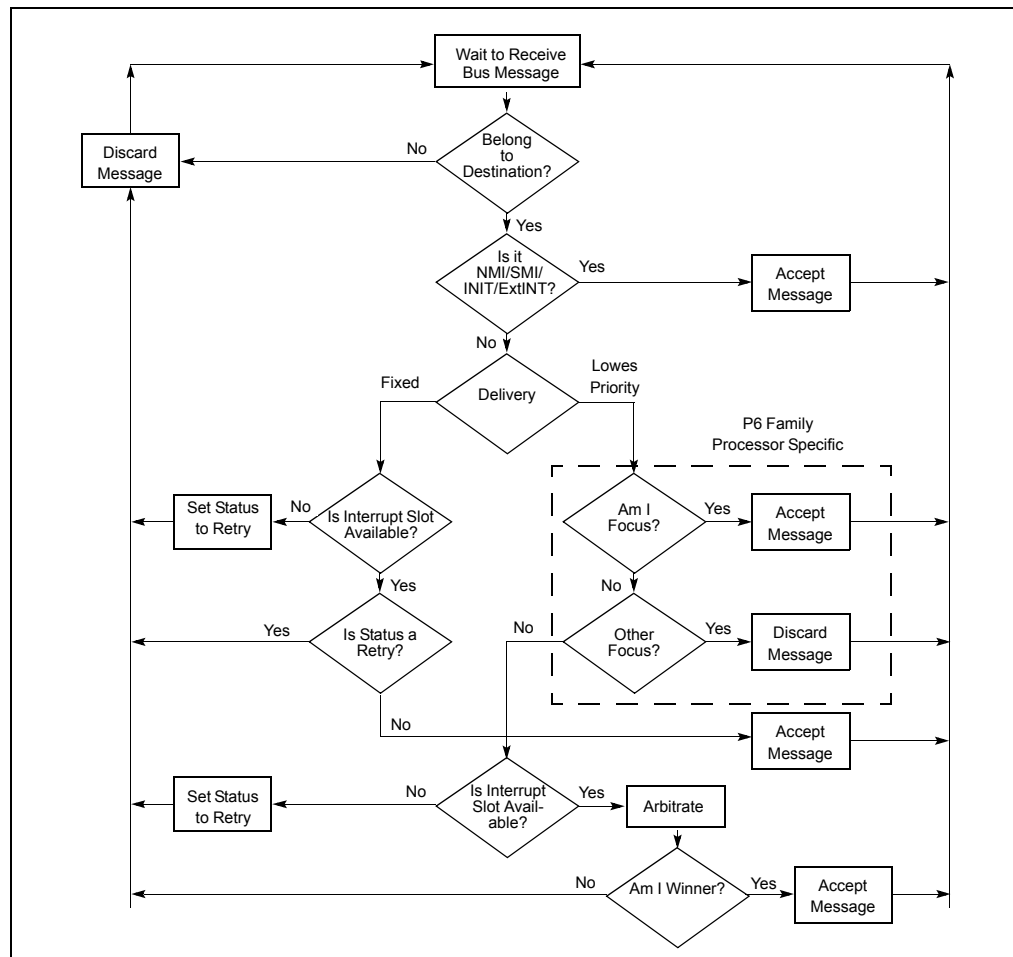 Wait to Receive
Bus Message
Belong
to
Destination?
No
Discard
Message
Yes
Is it
NMI/SMI/
INIT/ExtINT?
Yes
Accept
Message
No
Delivery
Fixed
Lowes
Priority
P6 Family
Processor Specific
Set Status
to Retry
No
Is Interrupt Slot
Available?
Am I
Focus?
Yes
Accept
Message
Yes
No
Yes
Is Status a
Retry?
No
Other
Focus?
Yes
Discard
Message
No
Accept
Message
Set Status
to Retry
No
Is Interrupt
Slot Avail-
able?
Yes
Arbitrate
No
Am I Winner?
Yes
Accept
Message